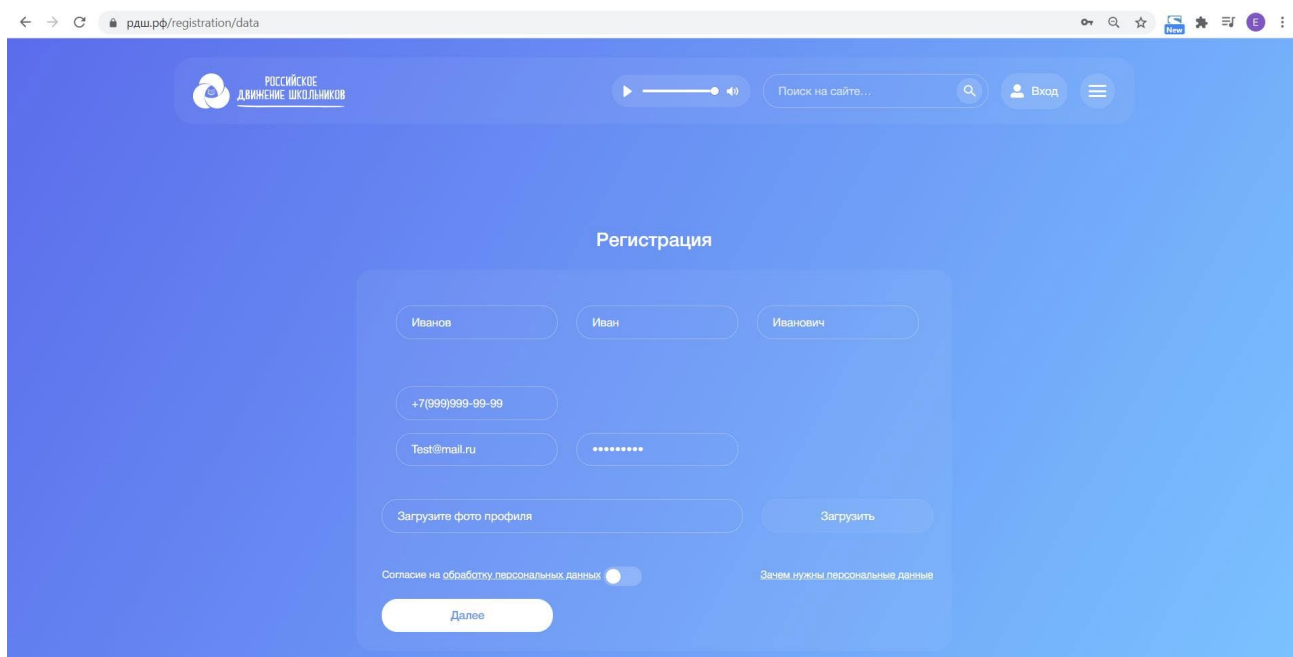 рдш.рф/registration/data
New
E
РОССИЙСКОЕ
ДВИЖЕНИЕ ШКОЛЬНИКОВ
Поиск на сайте...
Вход
Регистрация
Иванов Иван Иванович
+7(999)999-99-99
Test@mail.ru •••••••••
Загрузите фото профиля Загрузить
Согласие на обработку персональных данных Зачем нужны персональные данные
Далее